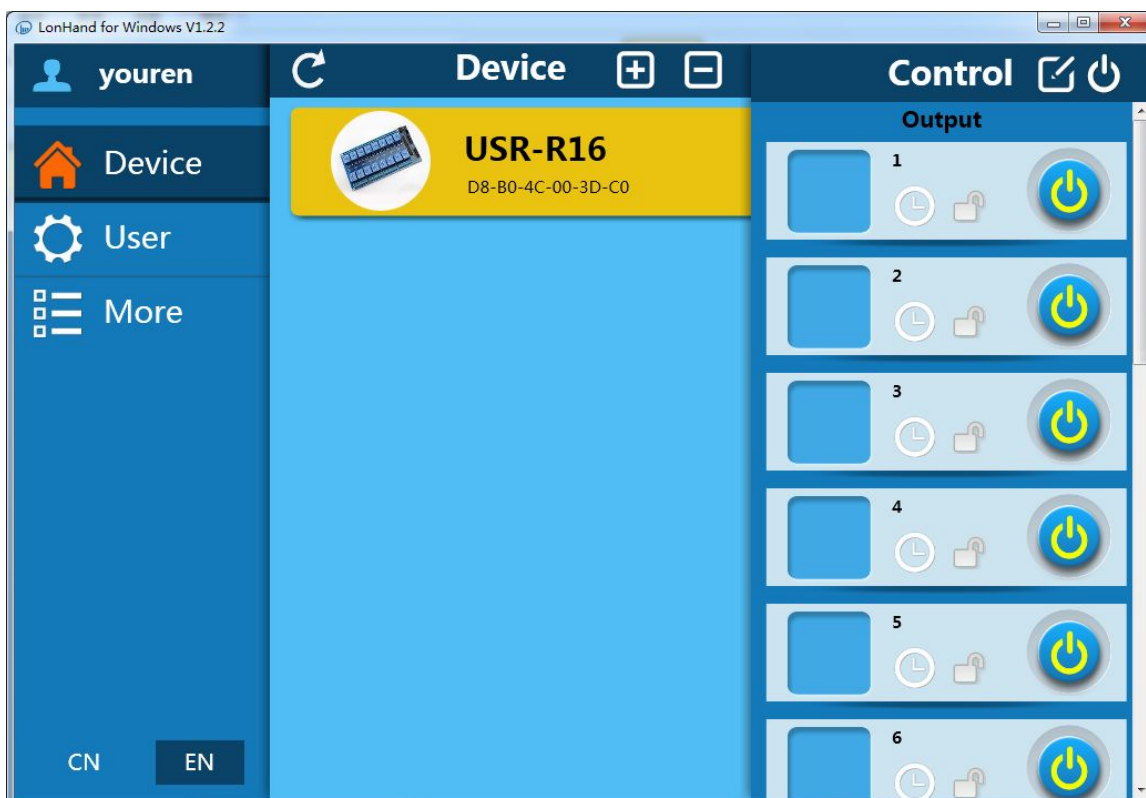 LonHand for Windows V1.2.2
youren
Device
User
More
CN
EN
Device
USR-R16
D8-B0-4C-00-3D-C0
Control
Output
1
2
3
4
5
6